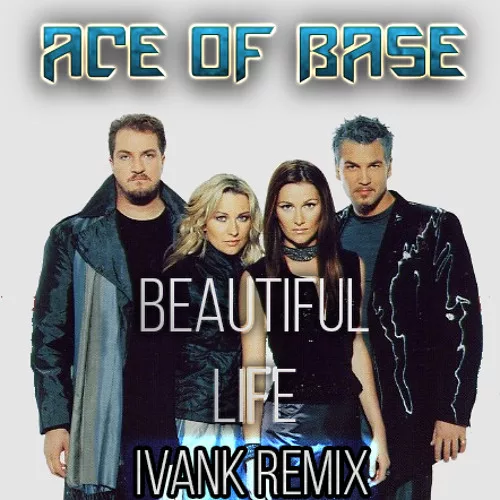 ACE OF BASE
BEAUTIFUL
LIFE
IVANK REMIX